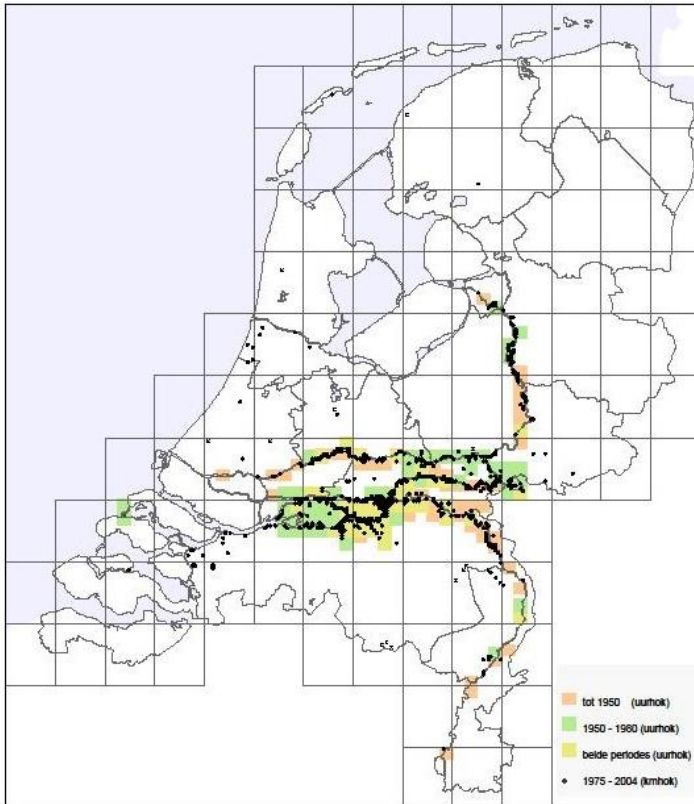 tot 1950 (uurhok)
1950 - 1980 (uurhok)
beide periodes (uurhok)
1975 - 2004 (kmhok)